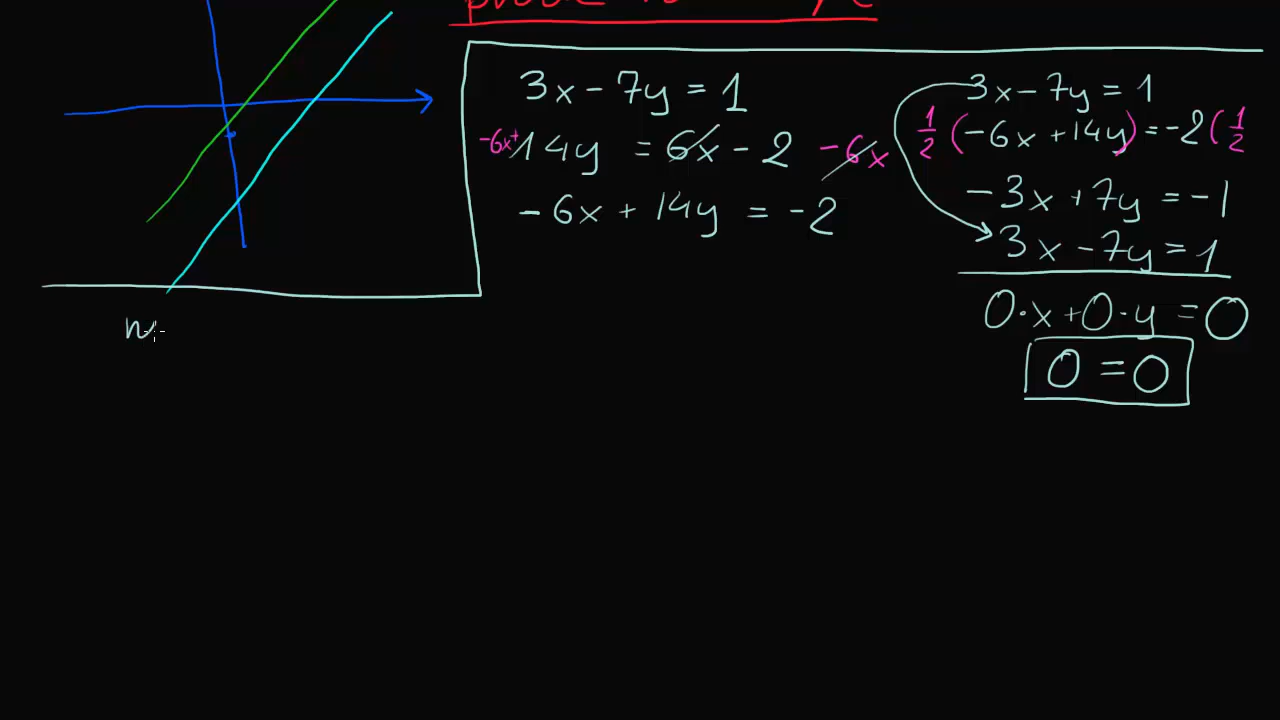 3x - 7y = 1
-6x + 14y = 6x - 2 - 6x
-6x + 14y = -2
3x - 7y = 1
1/2 (-6x + 14y) = -2 (1/2
-3x + 7y = -1
3x - 7y = 1
0·x + 0·y = 0
0 = 0